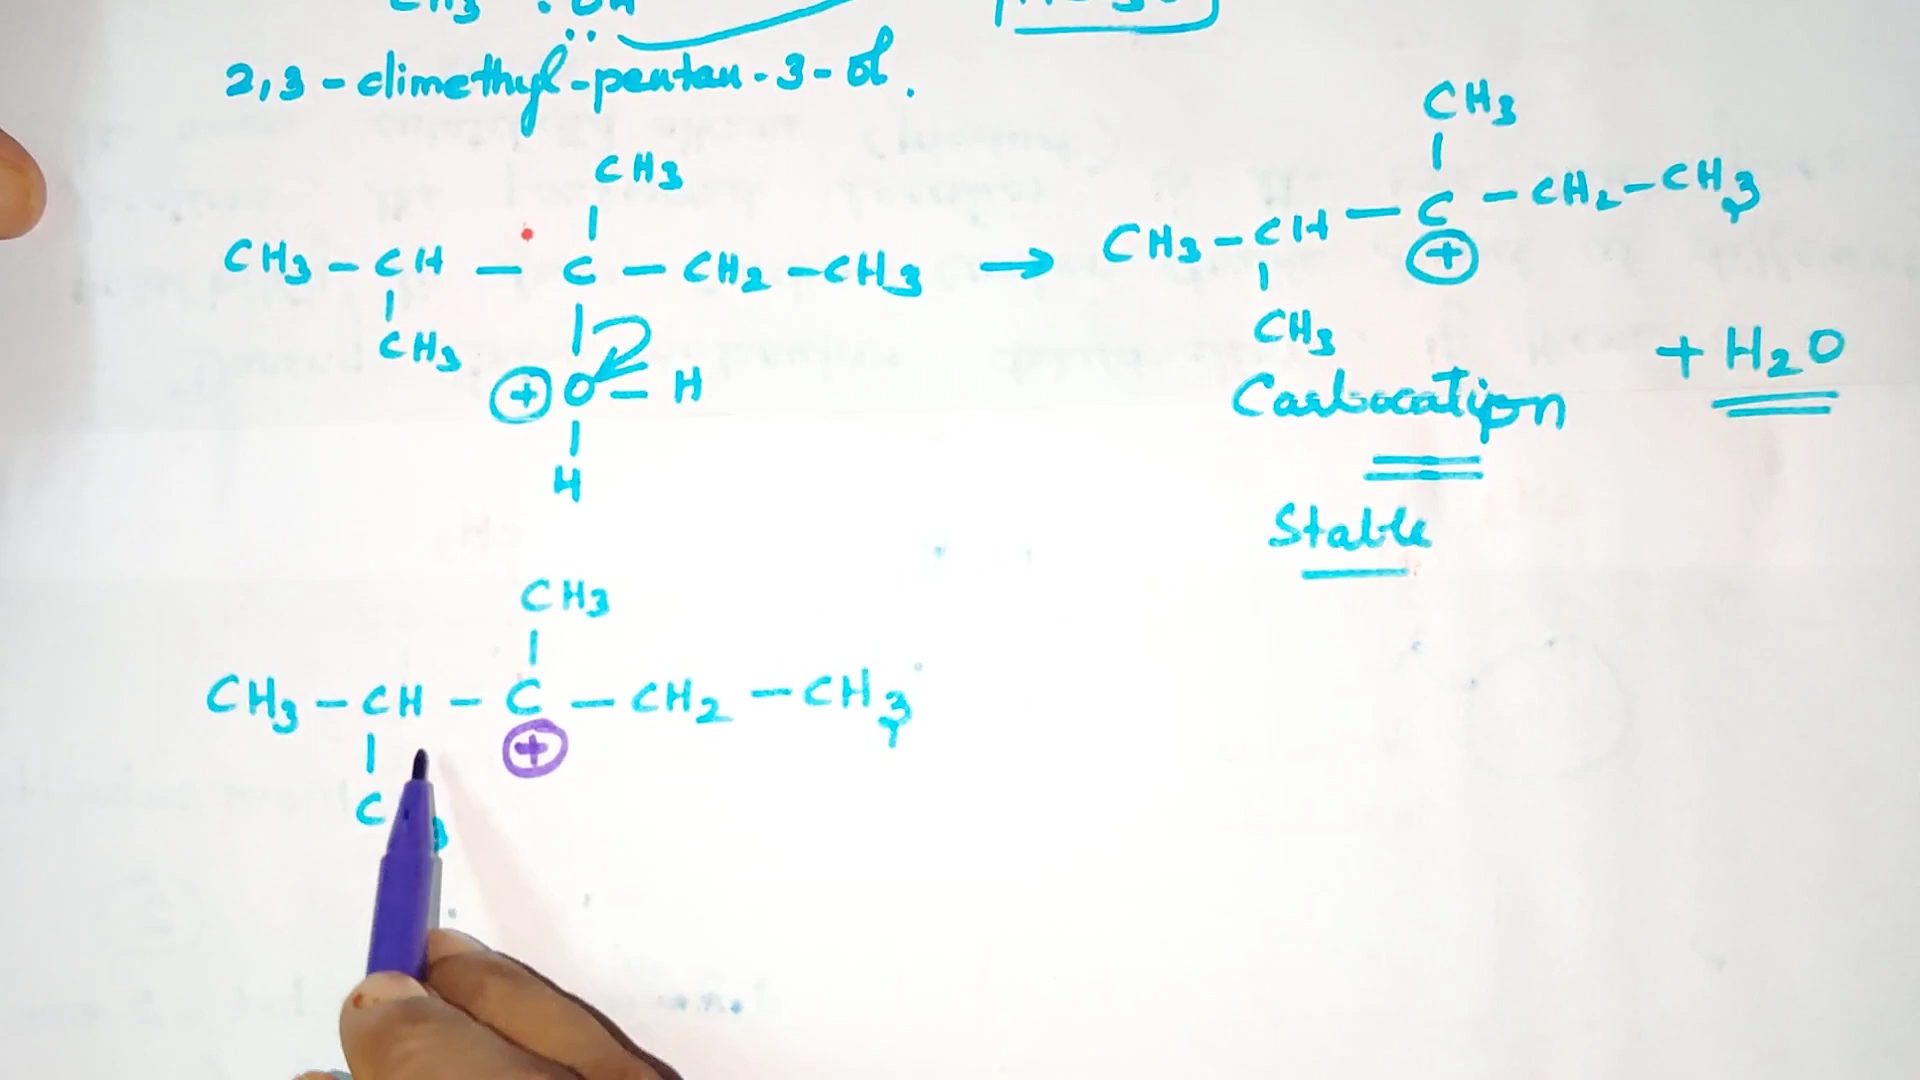 2,3-dimethyl-pentan-3-ol.
CH3
CH3 - CH - C - CH2 - CH3 →
CH3
⊕ O - H
H
CH3
CH3 - CH - C - CH2 - CH3
⊕
CH3
+ H2O
Carbocation
Stable
CH3
CH3 - CH - C - CH2 - CH3
⊕
C 3